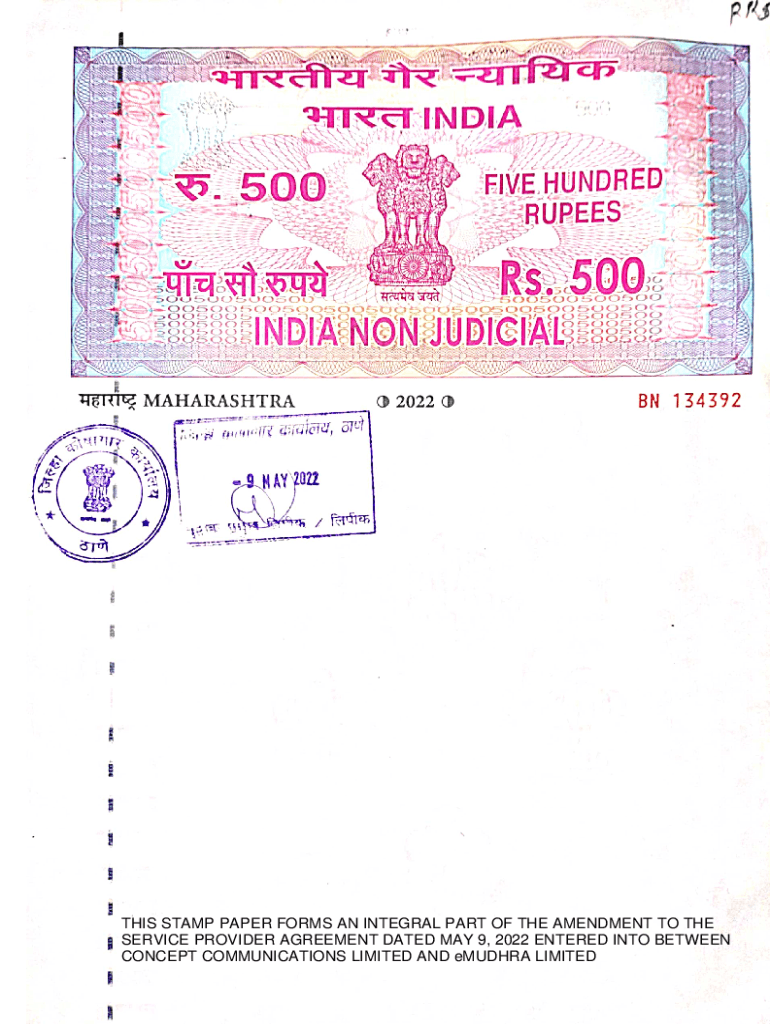 भारतीय गैर न्यायिक
भारत INDIA
रु. 500
FIVE HUNDRED
RUPEES
पाँच सौ रुपये
सत्यमेव जयते
Rs. 500
INDIA NON JUDICIAL
महाराष्ट्र MAHARASHTRA
2022
BN 134392
जिल्हा कोषागार कार्यालय
ठाणे
कार्यालय, ठाणे
- 9 MAY 2022
/ लिपीक
THIS STAMP PAPER FORMS AN INTEGRAL PART OF THE AMENDMENT TO THE
SERVICE PROVIDER AGREEMENT DATED MAY 9, 2022 ENTERED INTO BETWEEN
CONCEPT COMMUNICATIONS LIMITED AND eMUDHRA LIMITED